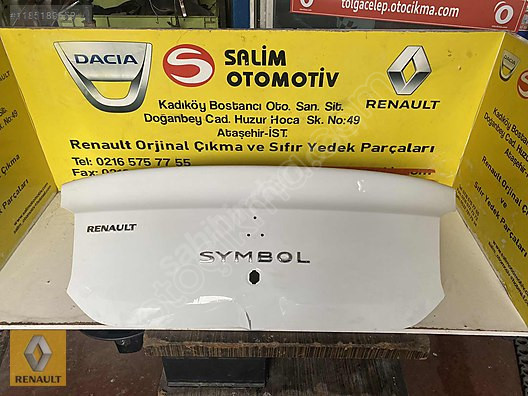 tolgacelep.otocikma.com
DACIA
S
SALİM
OTOMOTİV
RENAULT
Kadıköy Bostancı Oto. San. Sit.
Doğanbey Cad. Huzur Hoca Sk. No:49
Ataşehir-İST.
Renault Orjinal Çıkma ve Sıfır Yedek Parçaları
Tel: 0216 575 77 55
RENAULT
SYMBOL
RENAULT